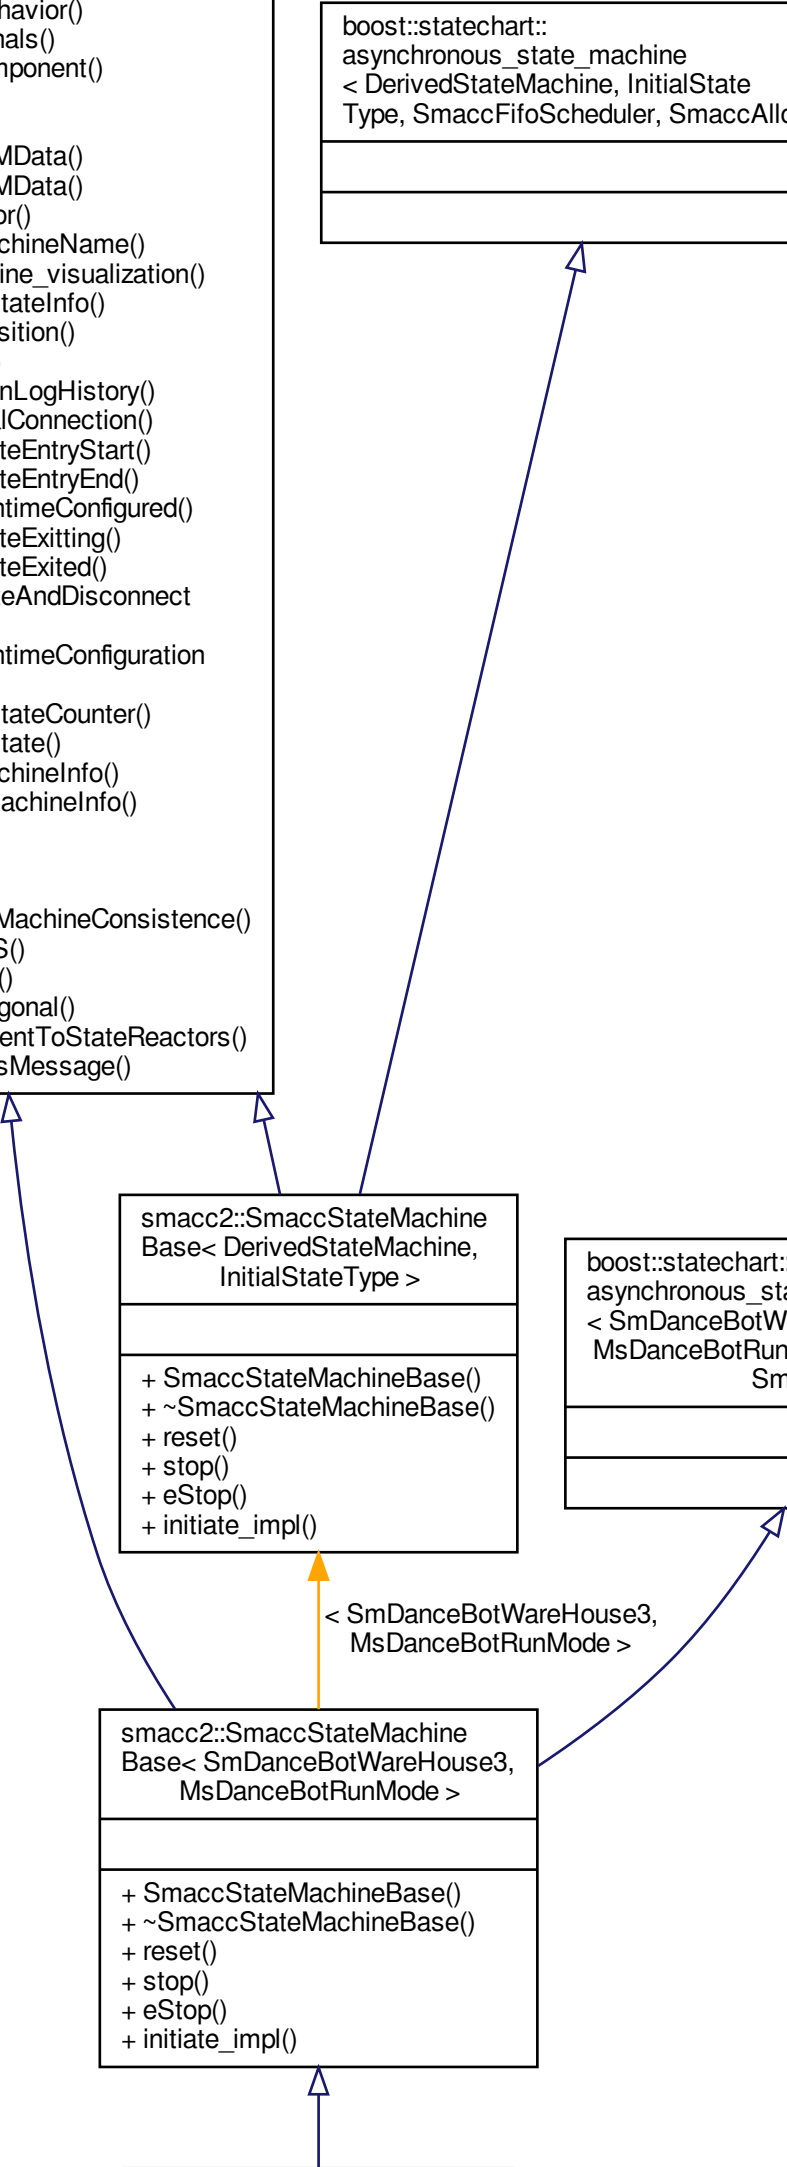 havior()
nals()
mponent()
MData()
MData()
or()
chineName()
ine_visualization()
tateInfo()
sition()
)
nLogHistory()
lConnection()
teEntryStart()
teEntryEnd()
ntimeConfigured()
teExitting()
teExited()
teAndDisconnect
ntimeConfiguration
tateCounter()
tate()
chineInfo()
achineInfo()
MachineConsistence()
S()
()
gonal()
entToStateReactors()
sMessage()
boost::statechart::
asynchronous_state_machine
< DerivedStateMachine, InitialState
Type, SmaccFifoScheduler, SmaccAllo
smacc2::SmaccStateMachine
Base< DerivedStateMachine,
InitialStateType >
+ SmaccStateMachineBase()
+ ~SmaccStateMachineBase()
+ reset()
+ stop()
+ eStop()
+ initiate_impl()
boost::statechart::
asynchronous_sta
< SmDanceBotW
MsDanceBotRun
Sm
< SmDanceBotWareHouse3,
MsDanceBotRunMode >
smacc2::SmaccStateMachine
Base< SmDanceBotWareHouse3,
MsDanceBotRunMode >
+ SmaccStateMachineBase()
+ ~SmaccStateMachineBase()
+ reset()
+ stop()
+ eStop()
+ initiate_impl()